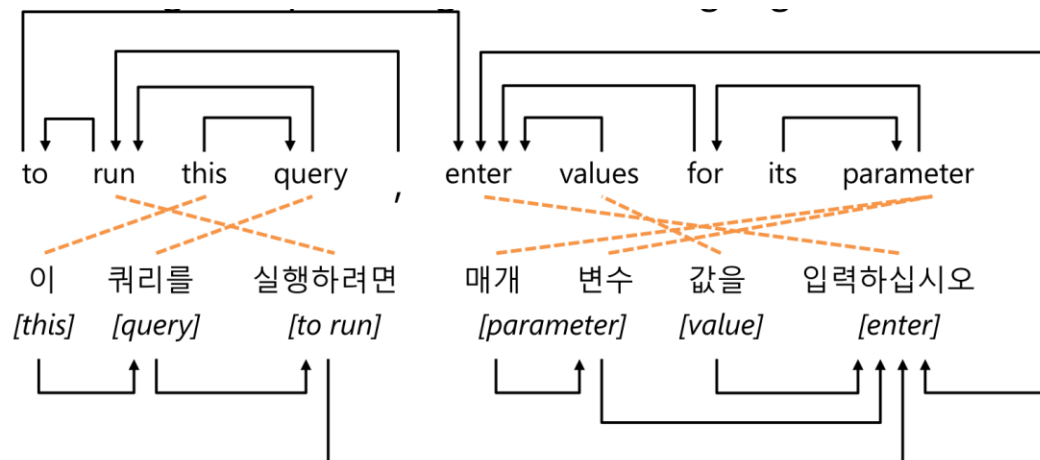 to run this query , enter values for its parameter
이 쿼리를 실행하려면 매개 변수 값을 입력하십시오
[this] [query] [to run] [parameter] [value] [enter]